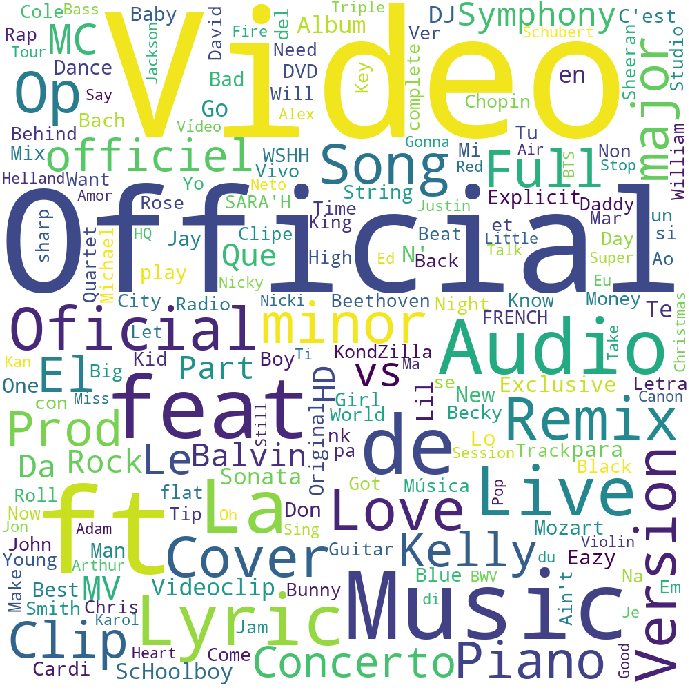 Cole Bass Baby David del Triple DJ Symphony C'est
Rap MC Video Album Ver Schubert
Tour Jackson Fire Need Key complete en Sheeran Studio
Say Dance DVD Chopin major
Op Bad Will
Bach Go Alex Gonna
Behind Tu Air Non William
Mix officiel WSHH Song Mi Full BTS Stop
Helland Want Vivo Red Explicit Daddy
Amor Yo String Justin
sharp Official Neto Rose SARA'H Time et Little Mar un
HQ Jay Clipe King Beat Talk Day si
Quartet Michael play Que High Back N' Super Ao
Nicky Ed Eu
City Radio Nicki Beethoven Night Know Money Te
Oficial Let minor FRENCH Take Christmas
Kan Kid Part Boy Ti KondZilla Ma Audio
One El Big vs se New Exclusive Letra
Miss feat HD Girl Lil Becky Canon
con Still Original World de Lo Remix
Prod Le Balvin nk Track para
Da Rock Sonata pa Session Black
Roll flat Got Música Pop
Now ft Tip La Don Love Live Version
Jon Adam Oh Mozart
John Man Sing Guitar Violin
Young Arthur Cover Kelly du Eazy
Make Best MV Videoclip Blue BWV Ain't Na
Smith Chris Bunny di Em
Karol Lyric Jam Music Je
Clip Heart Come Good
Cardi ScHoolboy Concerto Piano